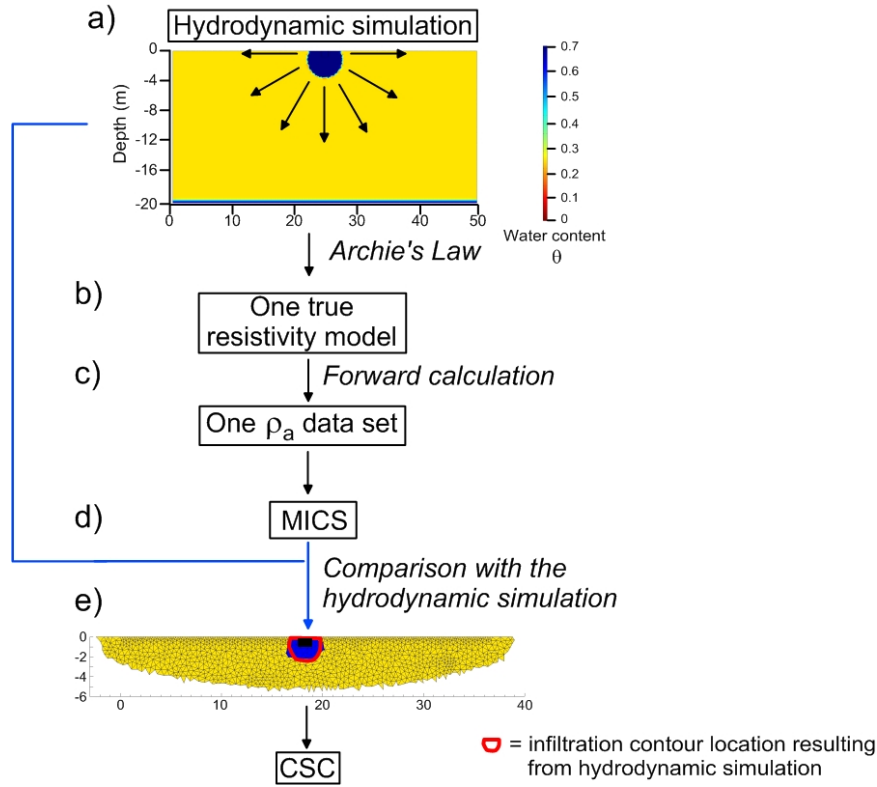 a)
Hydrodynamic simulation
0
-4
-8
-12
-16
-20
Depth (m)
0 10 20 30 40 50
0.7
0.6
0.5
0.4
0.3
0.2
0.1
0
Water content
θ
Archie's Law
b)
One true
resistivity model
c)
Forward calculation
One ρa data set
d)
MICS
Comparison with the
hydrodynamic simulation
e)
0
-2
-4
-6
0 10 20 30 40
CSC
= infiltration contour location resulting
from hydrodynamic simulation